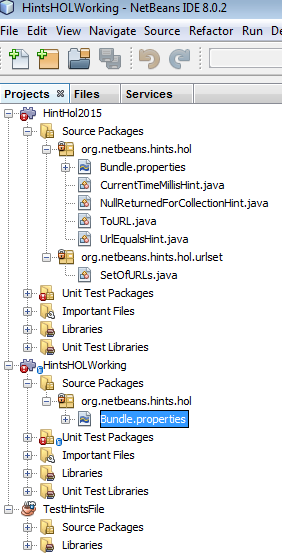 HintsHOLWorking - NetBeans IDE 8.0.2
File Edit View Navigate Source Refactor Run
Projects Files Services
HintHol2015
Source Packages
org.netbeans.hints.hol
Bundle.properties
CurrentTimeMillisHint.java
NullReturnedForCollectionHint.java
ToURL.java
UrlEqualsHint.java
org.netbeans.hints.hol.urlset
SetOfURLs.java
Unit Test Packages
Important Files
Libraries
Unit Test Libraries
HintsHOLWorking
Source Packages
org.netbeans.hints.hol
Bundle.properties
Unit Test Packages
Important Files
Libraries
Unit Test Libraries
TestHintsFile
Source Packages
Libraries